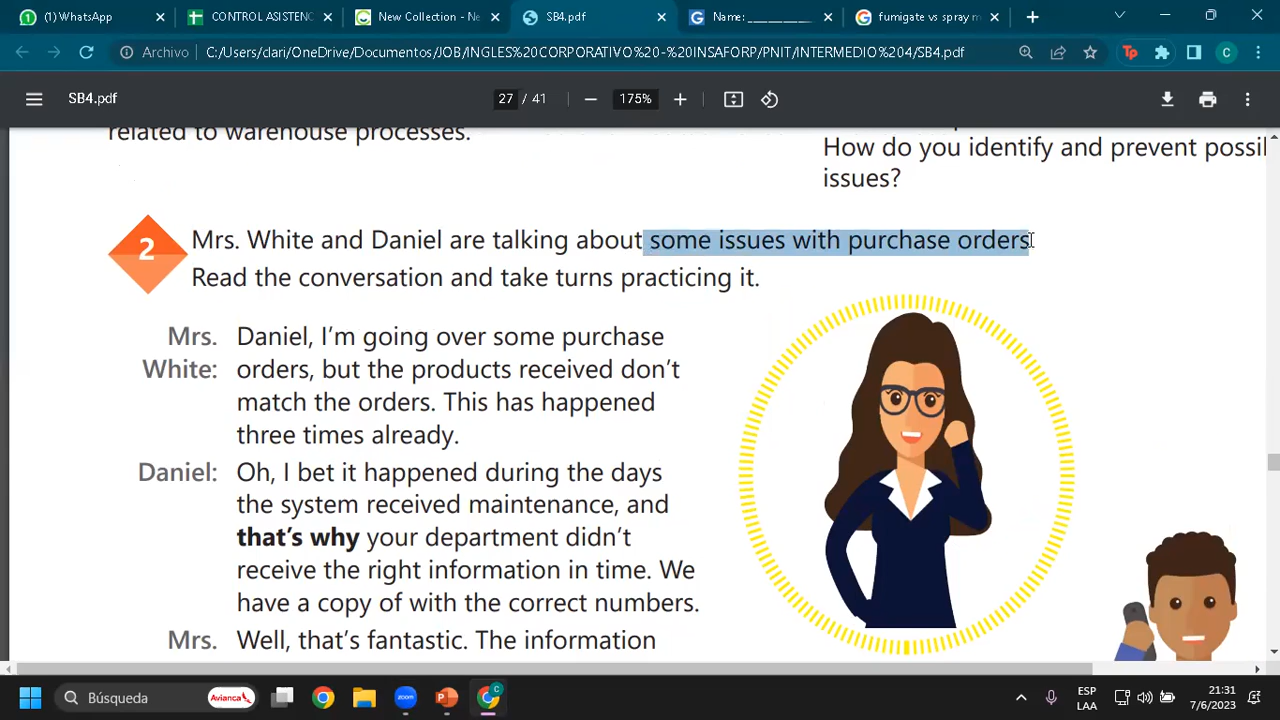 (1) WhatsApp
CONTROL ASISTENC
New Collection - Ne
SB4.pdf
Name: ____________
fumigate vs spray m
Archivo
C:/Users/clari/OneDrive/Documentos/JOB/INGLES%20CORPORATIVO%20-%20INSAFORP/PNIT/INTERMEDIO%204/SB4.pdf
SB4.pdf
27 / 41
175%
related to warehouse processes.
How do you identify and prevent possil
issues?
2
Mrs. White and Daniel are talking about some issues with purchase orders.
Read the conversation and take turns practicing it.
Mrs. Daniel, I'm going over some purchase
White: orders, but the products received don't
match the orders. This has happened
three times already.
Daniel: Oh, I bet it happened during the days
the system received maintenance, and
that's why your department didn't
receive the right information in time. We
have a copy of with the correct numbers.
Mrs. Well, that's fantastic. The information
Búsqueda
Avianca
ESP
LAA
21:31
7/6/2023